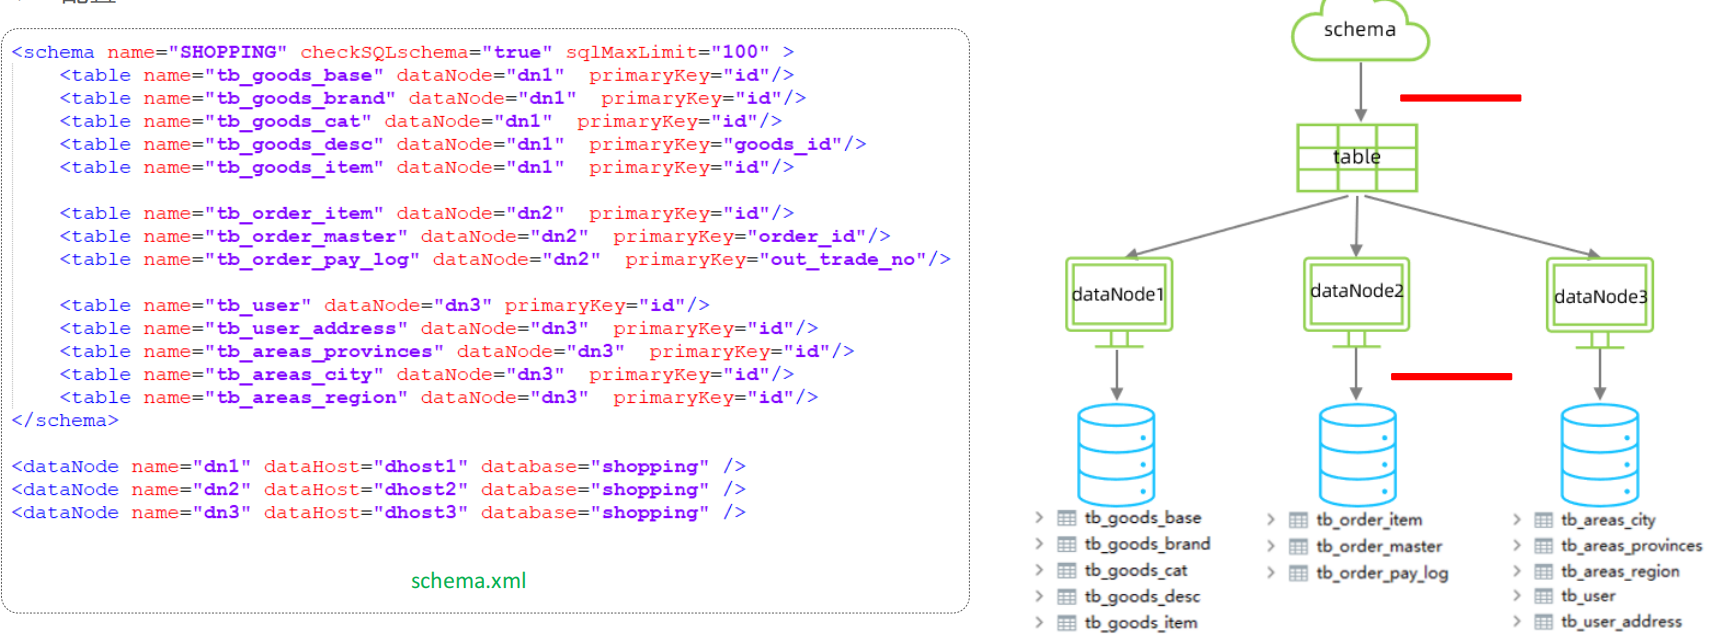 配置
<schema name="SHOPPING" checkSQLschema="true" sqlMaxLimit="100" >
<table name="tb_goods_base" dataNode="dn1" primaryKey="id"/>
<table name="tb_goods_brand" dataNode="dn1" primaryKey="id"/>
<table name="tb_goods_cat" dataNode="dn1" primaryKey="id"/>
<table name="tb_goods_desc" dataNode="dn1" primaryKey="goods_id"/>
<table name="tb_goods_item" dataNode="dn1" primaryKey="id"/>
<table name="tb_order_item" dataNode="dn2" primaryKey="id"/>
<table name="tb_order_master" dataNode="dn2" primaryKey="order_id"/>
<table name="tb_order_pay_log" dataNode="dn2" primaryKey="out_trade_no"/>
<table name="tb_user" dataNode="dn3" primaryKey="id"/>
<table name="tb_user_address" dataNode="dn3" primaryKey="id"/>
<table name="tb_areas_provinces" dataNode="dn3" primaryKey="id"/>
<table name="tb_areas_city" dataNode="dn3" primaryKey="id"/>
<table name="tb_areas_region" dataNode="dn3" primaryKey="id"/>
</schema>
<dataNode name="dn1" dataHost="dhost1" database="shopping" />
<dataNode name="dn2" dataHost="dhost2" database="shopping" />
<dataNode name="dn3" dataHost="dhost3" database="shopping" />
schema.xml
schema
table
dataNode1
dataNode2
dataNode3
tb_goods_base
tb_goods_brand
tb_goods_cat
tb_goods_desc
tb_goods_item
tb_order_item
tb_order_master
tb_order_pay_log
tb_areas_city
tb_areas_provinces
tb_areas_region
tb_user
tb_user_address